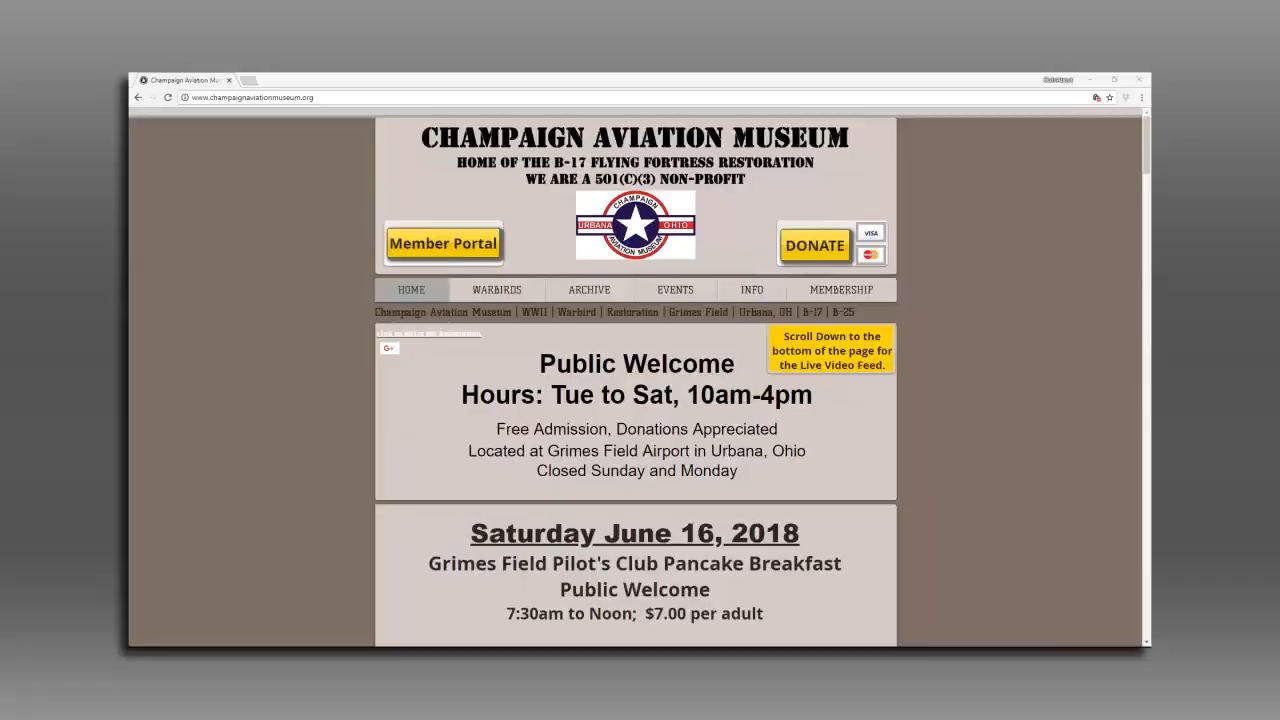 Champaign Aviation Mu
www.champaignaviationmuseum.org
CHAMPAIGN AVIATION MUSEUM
HOME OF THE B-17 FLYING FORTRESS RESTORATION
WE ARE A 501(C)(3) NON-PROFIT
CHAMPAIGN
URBANA OHIO
AVIATION MUSEUM
Member Portal
DONATE
VISA
HOME WARBIRDS ARCHIVE EVENTS INFO MEMBERSHIP
Champaign Aviation Museum | WWII | Warbird | Restoration | Grimes Field | Urbana, OH | B-17 | B-25
Scroll Down to the
bottom of the page for
the Live Video Feed.
G+
Public Welcome
Hours: Tue to Sat, 10am-4pm
Free Admission, Donations Appreciated
Located at Grimes Field Airport in Urbana, Ohio
Closed Sunday and Monday
Saturday June 16, 2018
Grimes Field Pilot's Club Pancake Breakfast
Public Welcome
7:30am to Noon; $7.00 per adult